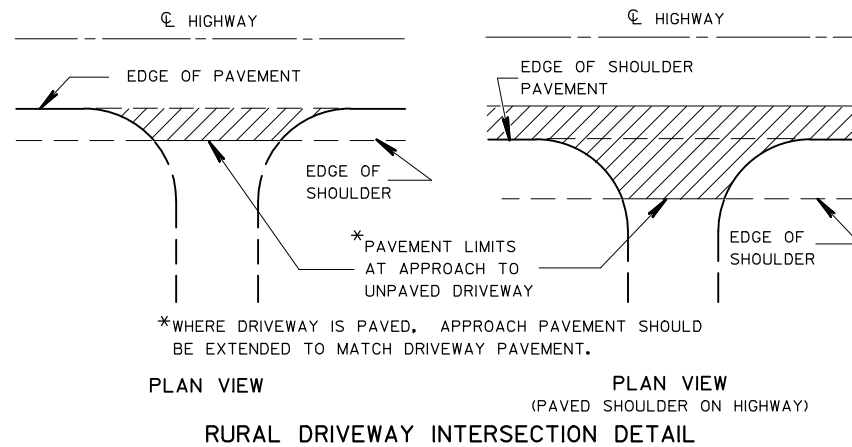 ℄ HIGHWAY
EDGE OF PAVEMENT
EDGE OF
SHOULDER
℄ HIGHWAY
EDGE OF SHOULDER
PAVEMENT
EDGE OF
SHOULDER
*PAVEMENT LIMITS
AT APPROACH TO
UNPAVED DRIVEWAY
*WHERE DRIVEWAY IS PAVED, APPROACH PAVEMENT SHOULD
BE EXTENDED TO MATCH DRIVEWAY PAVEMENT.
PLAN VIEW
PLAN VIEW
(PAVED SHOULDER ON HIGHWAY)
RURAL DRIVEWAY INTERSECTION DETAIL